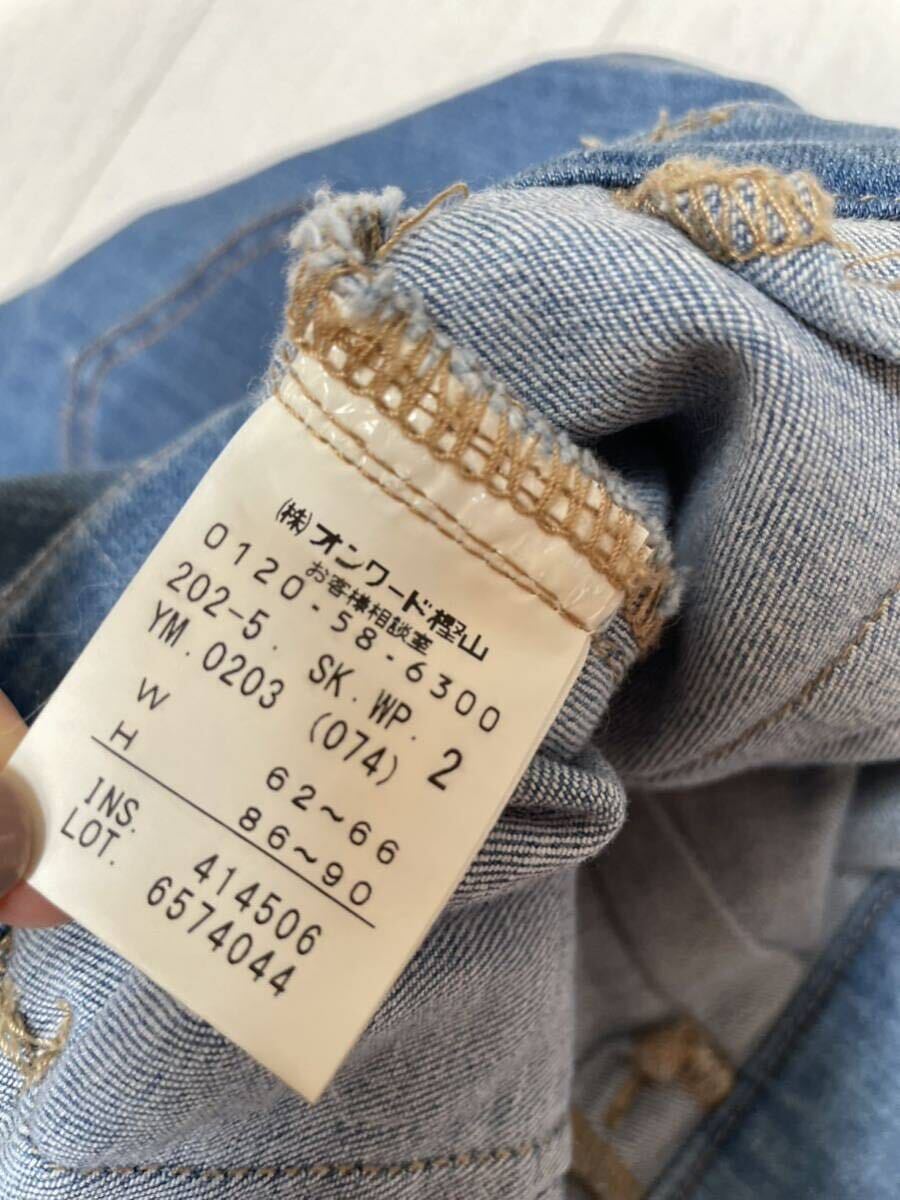 (株)オンワード樫山
お客様相談室
0120-58-6300
202-5. SK.WP. 2
YM.0203 (074)
W 62～66
H 86～90
INS. 414506
LOT. 6574044